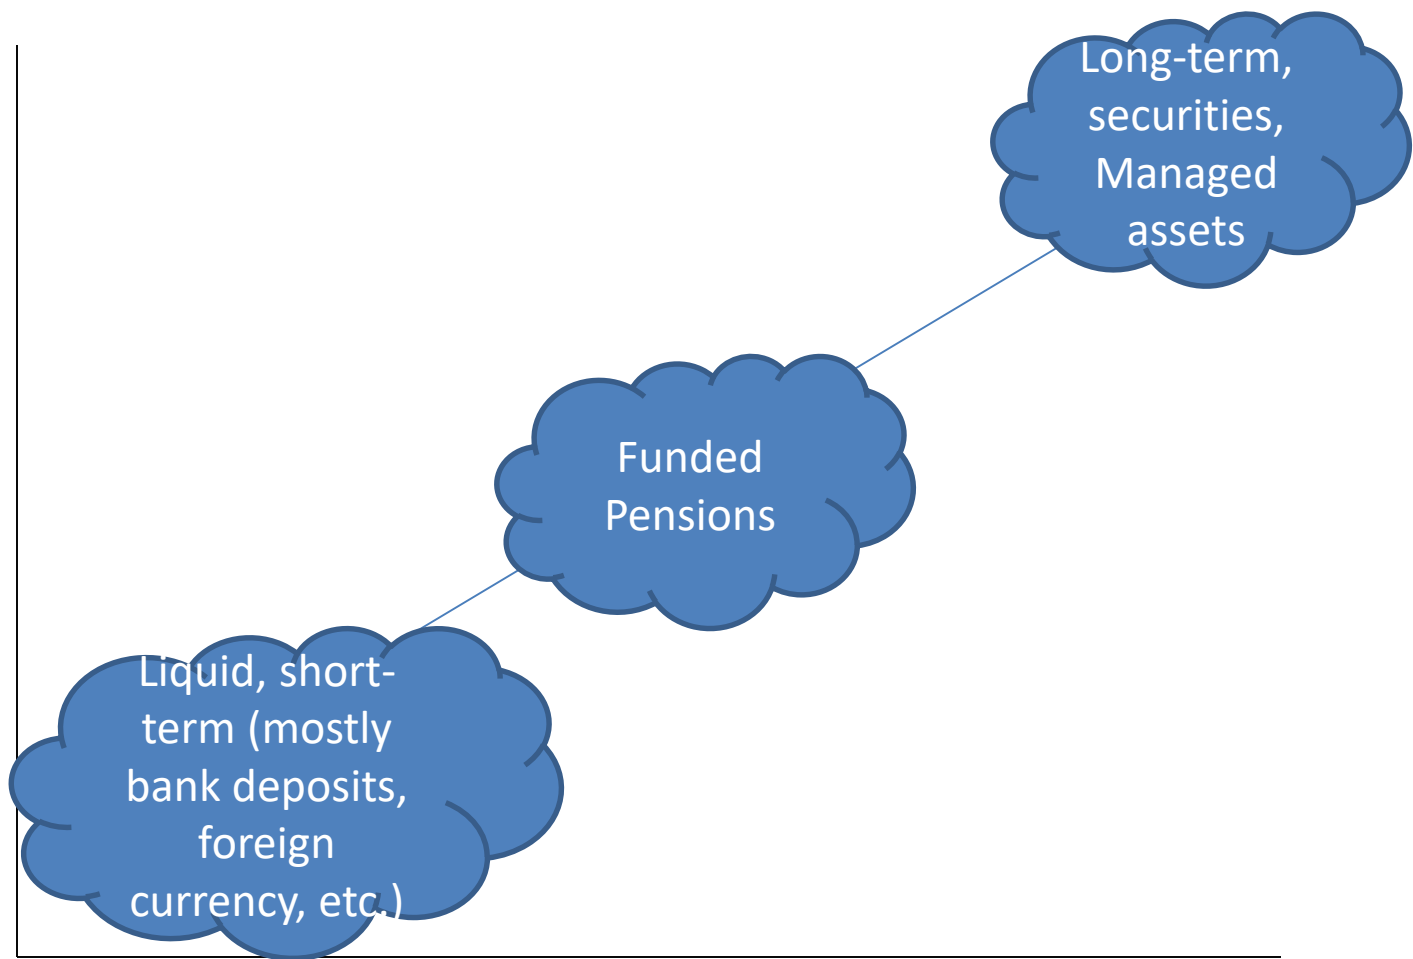 Long-term,
securities,
Managed
assets
Funded
Pensions
Liquid, short-
term (mostly
bank deposits,
foreign
currency, etc.)